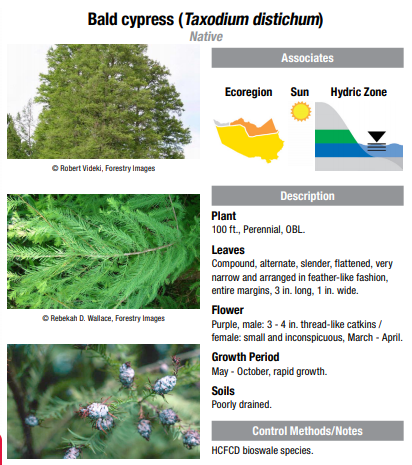 Bald cypress (Taxodium distichum)
Native
Associates
Ecoregion Sun Hydric Zone
© Robert Videki, Forestry Images
Description
Plant
100 ft., Perennial, OBL.
Leaves
Compound, alternate, slender, flattened, very
narrow and arranged in feather-like fashion,
entire margins, 3 in. long, 1 in. wide.
© Rebekah D. Wallace, Forestry Images
Flower
Purple, male: 3 - 4 in. thread-like catkins /
female: small and inconspicuous, March - April.
Growth Period
May - October, rapid growth.
Soils
Poorly drained.
Control Methods/Notes
HCFCD bioswale species.